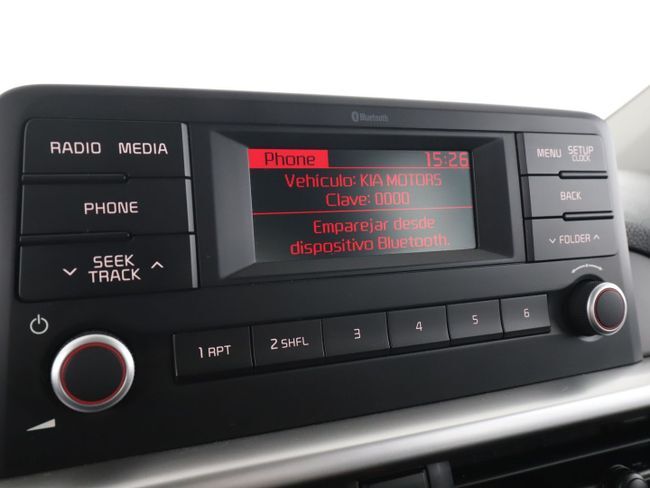 Bluetooth
RADIO MEDIA
PHONE
SEEK
TRACK
Phone 15:26
Vehículo: KIA MOTORS
Clave: 0000
Emparejar desde
dispositivo Bluetooth.
MENU SETUP
CLOCK
BACK
FOLDER
1 RPT
2 SHFL
3
4
5
6